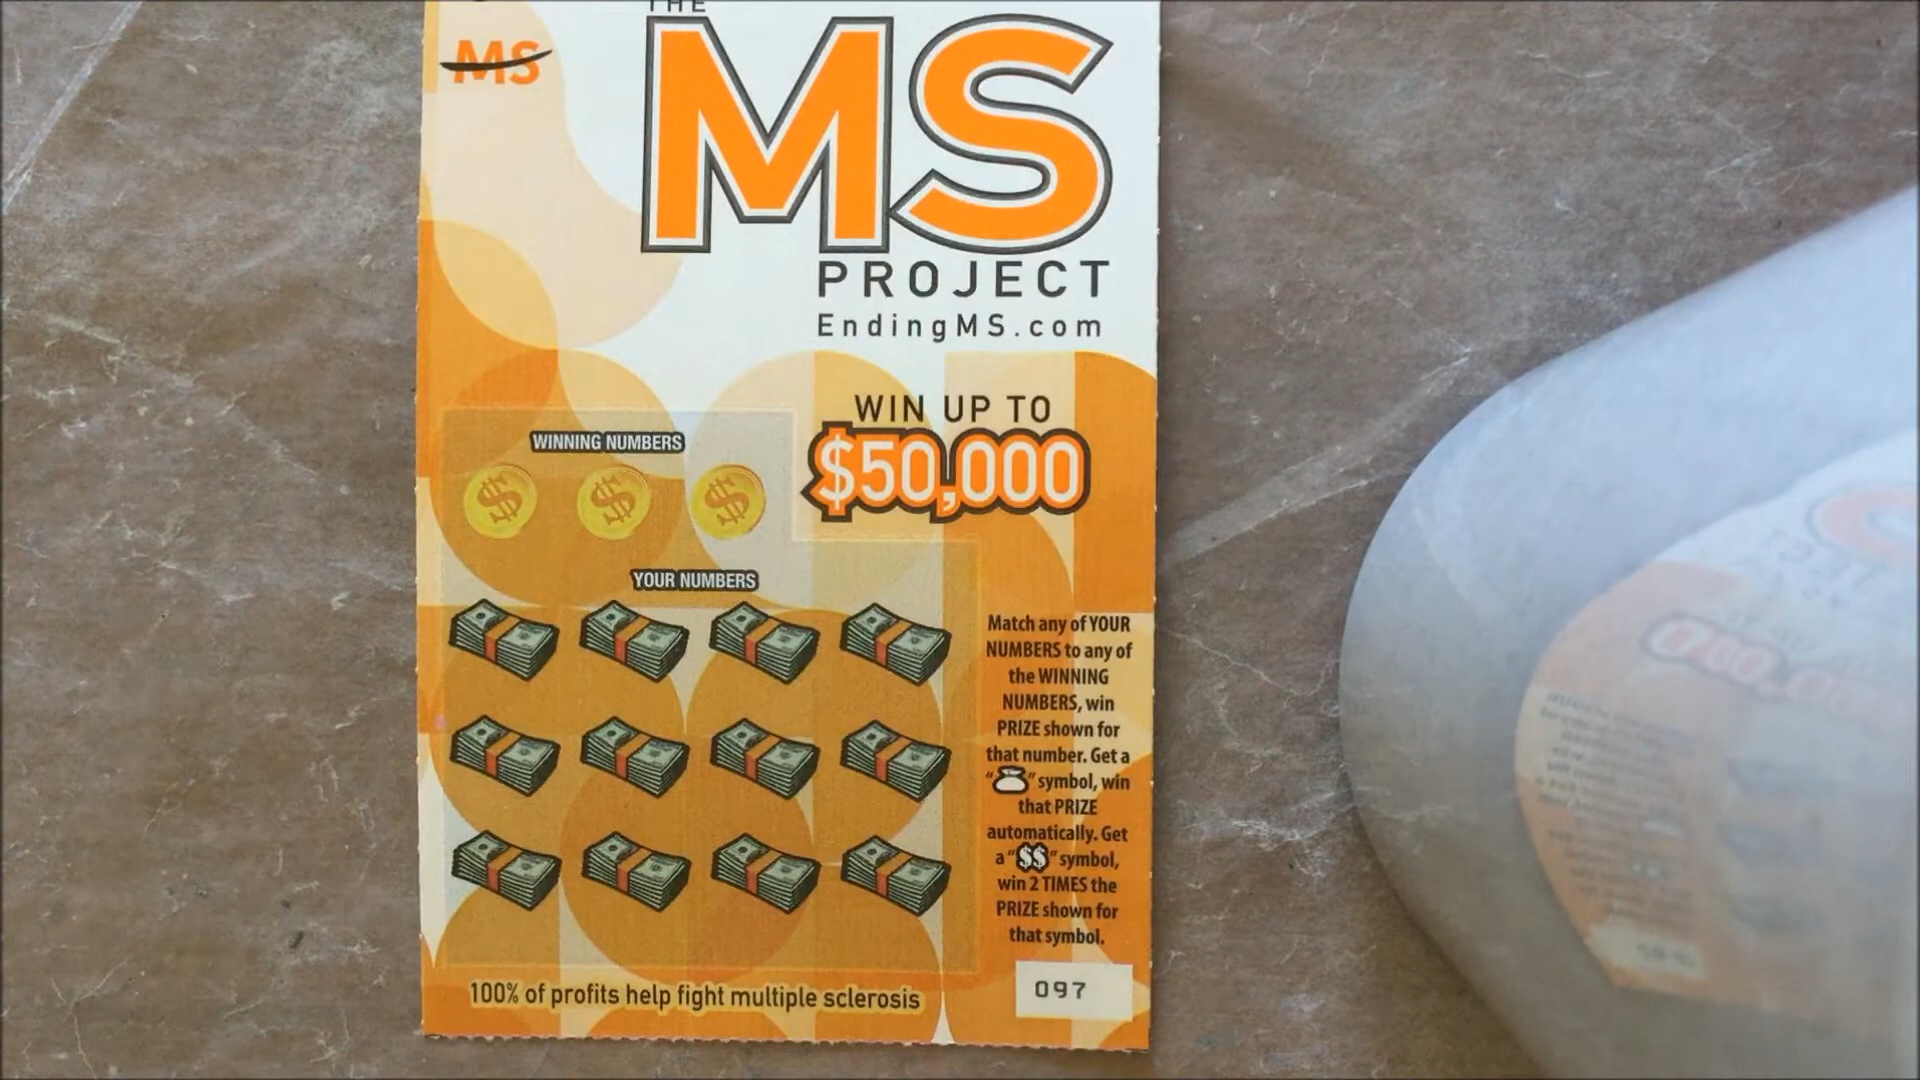 THE
MS
MS
PROJECT
EndingMS.com
WIN UP TO
$50,000
WINNING NUMBERS
YOUR NUMBERS
Match any of YOUR
NUMBERS to any of
the WINNING
NUMBERS, win
PRIZE shown for
that number. Get a
" " symbol, win
that PRIZE
automatically. Get
a "$$" symbol,
win 2 TIMES the
PRIZE shown for
that symbol.
097
100% of profits help fight multiple sclerosis